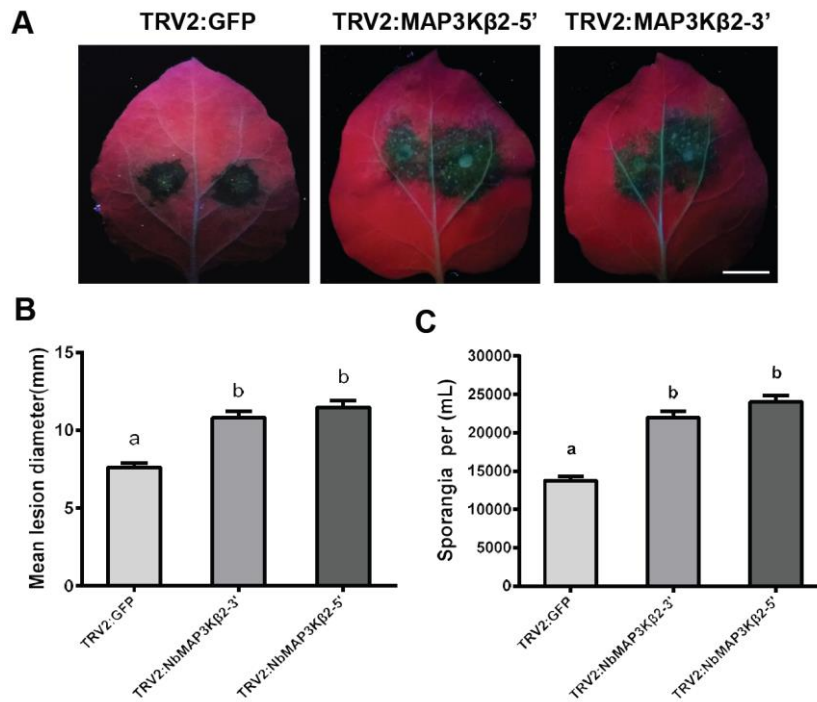 A
TRV2:GFP TRV2:MAP3Kβ2-5' TRV2:MAP3Kβ2-3'
B
Mean lesion diameter(mm)
15
10
5
0
a
b
b
TRV2:GFP
TRV2:NbMAP3Kβ2-3'
TRV2:NbMAP3Kβ2-5'
C
Sporangia per (mL)
30000
25000
20000
15000
10000
5000
0
a
b
b
TRV2:GFP
TRV2:NbMAP3Kβ2-3'
TRV2:NbMAP3Kβ2-5'